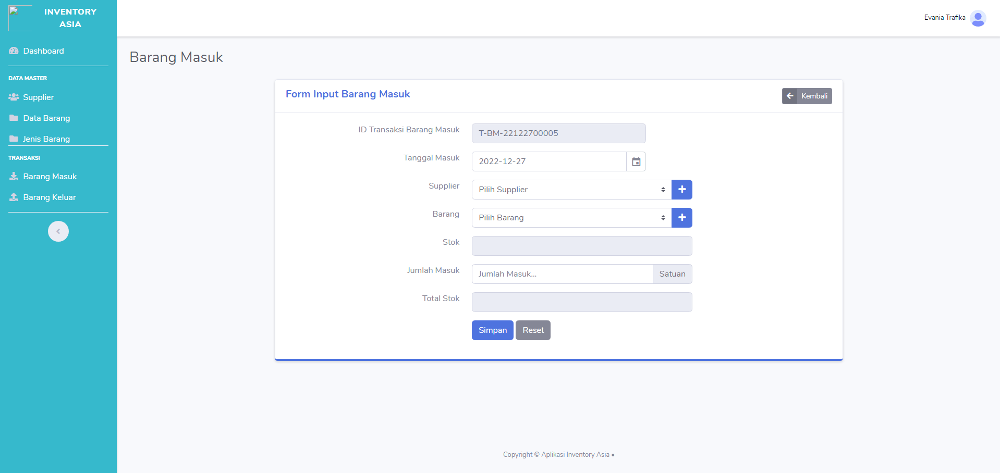 INVENTORY
ASIA
Evania Trafika
Dashboard
DATA MASTER
Supplier
Data Barang
Jenis Barang
TRANSAKSI
Barang Masuk
Barang Keluar
Barang Masuk
Form Input Barang Masuk
Kembali
ID Transaksi Barang Masuk T-BM-22122700005
Tanggal Masuk 2022-12-27
Supplier Pilih Supplier
Barang Pilih Barang
Stok
Jumlah Masuk Jumlah Masuk... Satuan
Total Stok
Simpan Reset
Copyright © Aplikasi Inventory Asia •